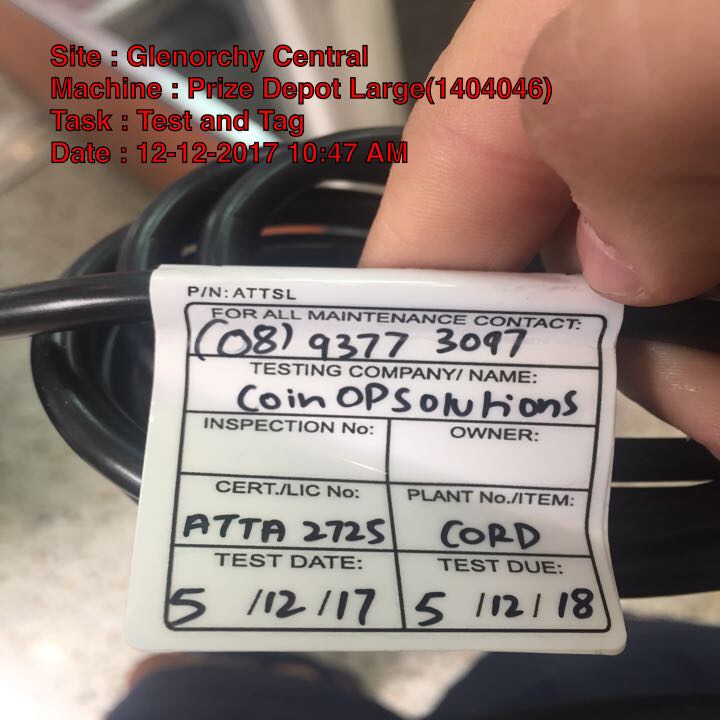 Site : Glenorchy Central
Machine : Prize Depot Large(1404046)
Task : Test and Tag
Date : 12-12-2017 10:47 AM
P/N: ATTSL
FOR ALL MAINTENANCE CONTACT:
(08) 9377 3097
TESTING COMPANY/ NAME:
Coin OP Solutions
INSPECTION No: OWNER:
CERT./LIC No: PLANT No./ITEM:
ATTA 2725 CORD
TEST DATE: TEST DUE:
5 /12/17 5 /12/18